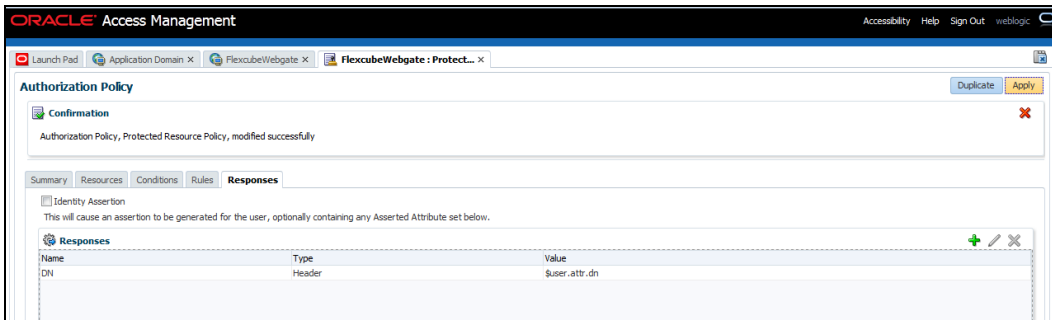 ORACLE® Access Management Accessibility Help Sign Out weblogic
Launch Pad Application Domain × FlexcubeWebgate × FlexcubeWebgate : Protect... ×
Authorization Policy Duplicate Apply
Confirmation
Authorization Policy, Protected Resource Policy, modified successfully
Summary Resources Conditions Rules Responses
Identity Assertion
This will cause an assertion to be generated for the user, optionally containing any Asserted Attribute set below.
Responses
Name Type Value
DN Header $user.attr.dn